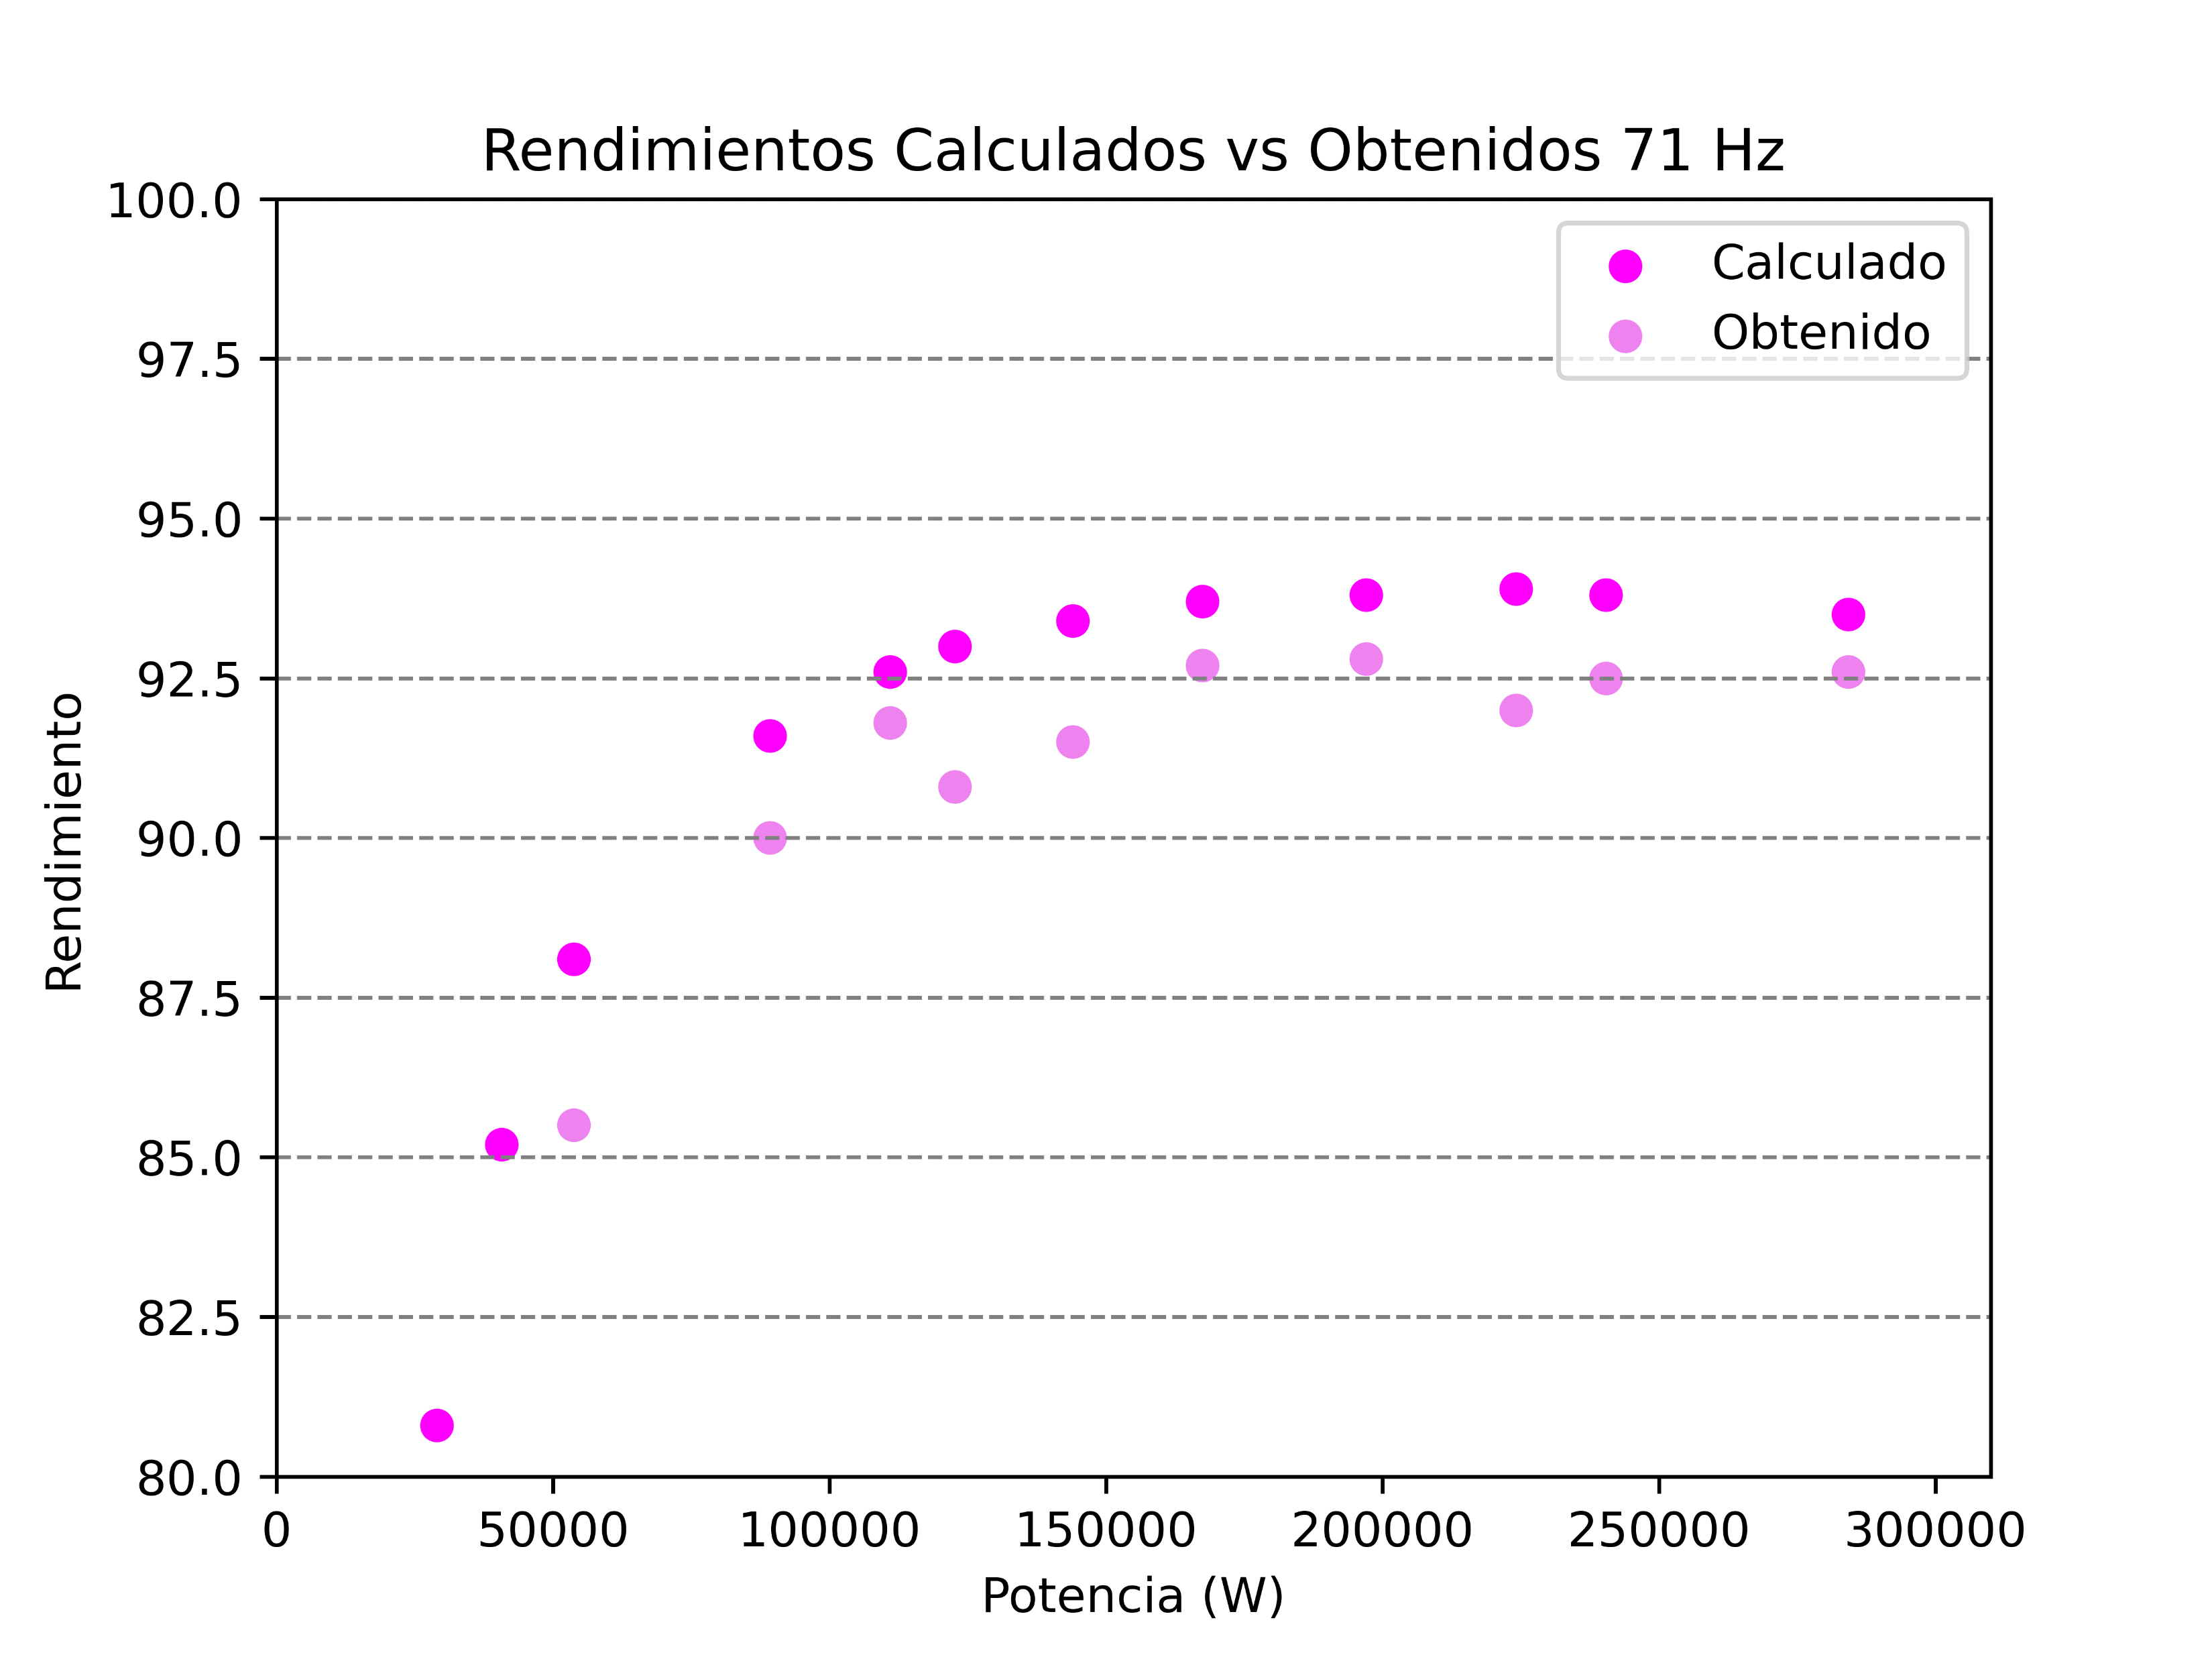 Rendimientos Calculados vs Obtenidos 71 Hz
100.0
97.5
95.0
92.5
90.0
87.5
85.0
82.5
80.0
Rendimiento
Calculado
Obtenido
0 50000 100000 150000 200000 250000 300000
Potencia (W)